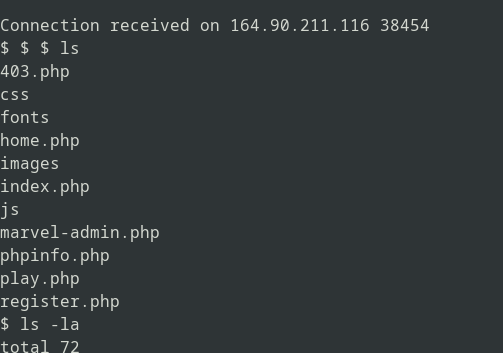 Connection received on 164.90.211.116 38454
$ $ $ ls
403.php
css
fonts
home.php
images
index.php
js
marvel-admin.php
phpinfo.php
play.php
register.php
$ ls -la
total 72